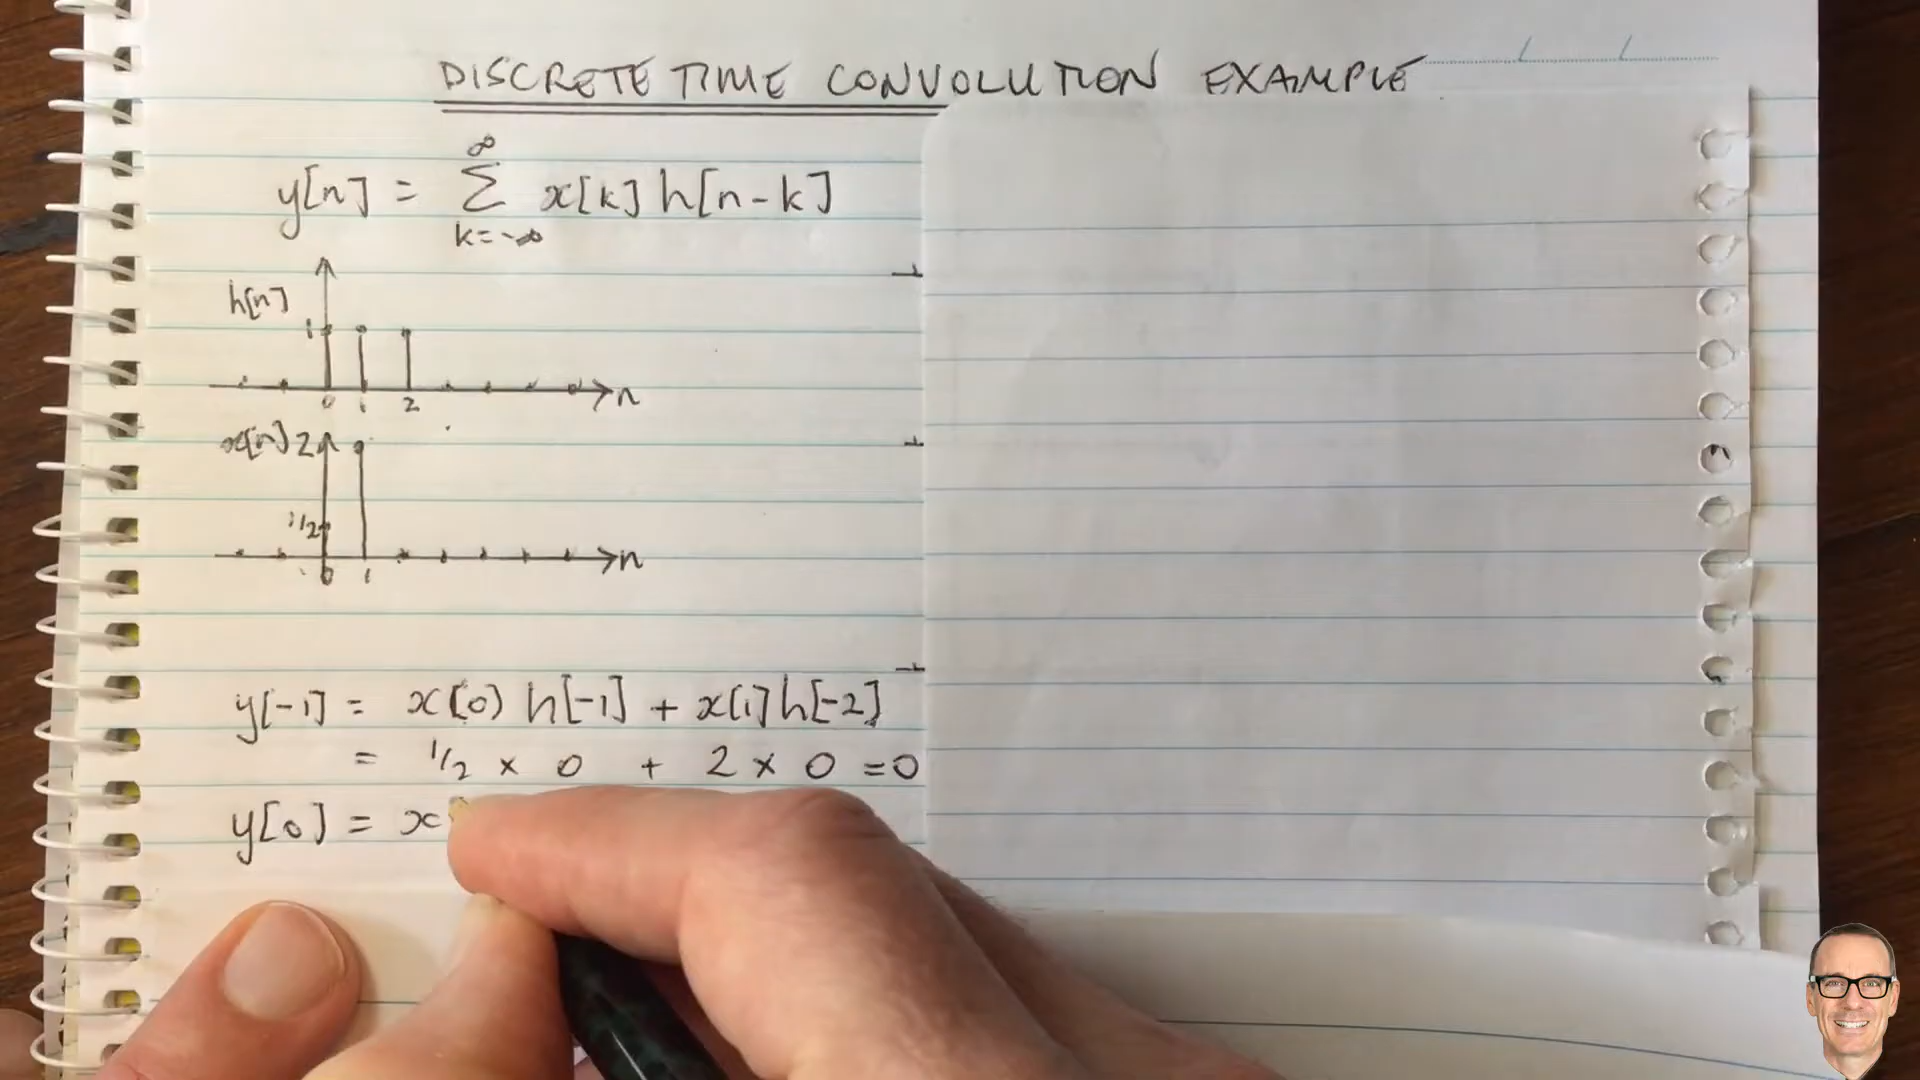 DISCRETE TIME CONVOLUTION EXAMPLE
∞
y[n] = Σ x[k] h[n-k]
k=-∞
h[n]
1
0 1 2
n
x[n] 2
1/2
0 1
n
y[-1] = x[0] h[-1] + x[1] h[-2]
= 1/2 × 0 + 2 × 0 = 0
y[0] = x